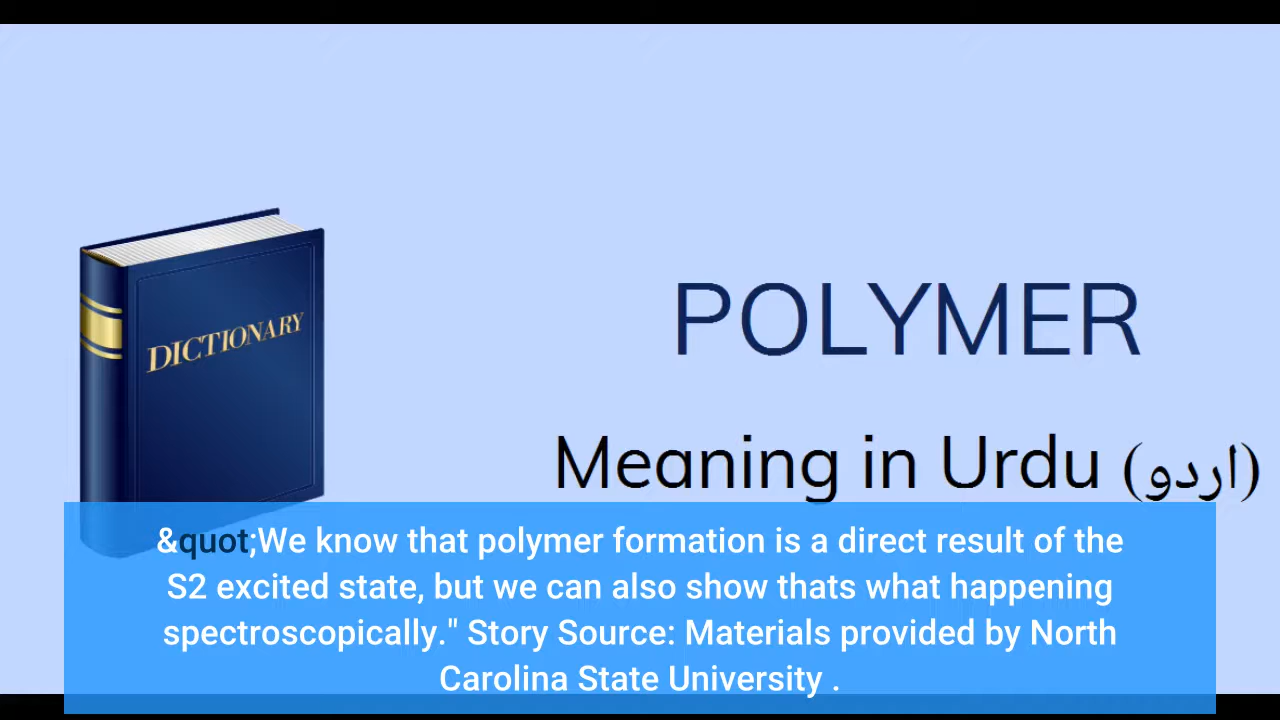 DICTIONARY
POLYMER
Meaning in Urdu (اردو)
&quot;We know that polymer formation is a direct result of the
S2 excited state, but we can also show thats what happening
spectroscopically." Story Source: Materials provided by North
Carolina State University .